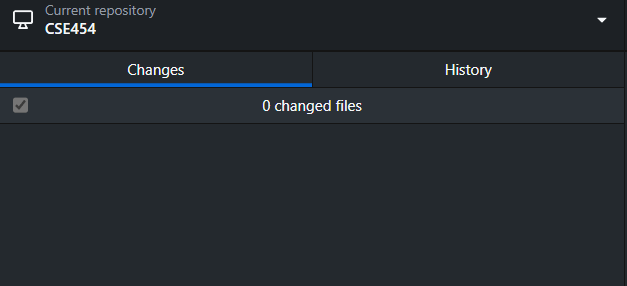 Current repository
CSE454
Changes
History
0 changed files